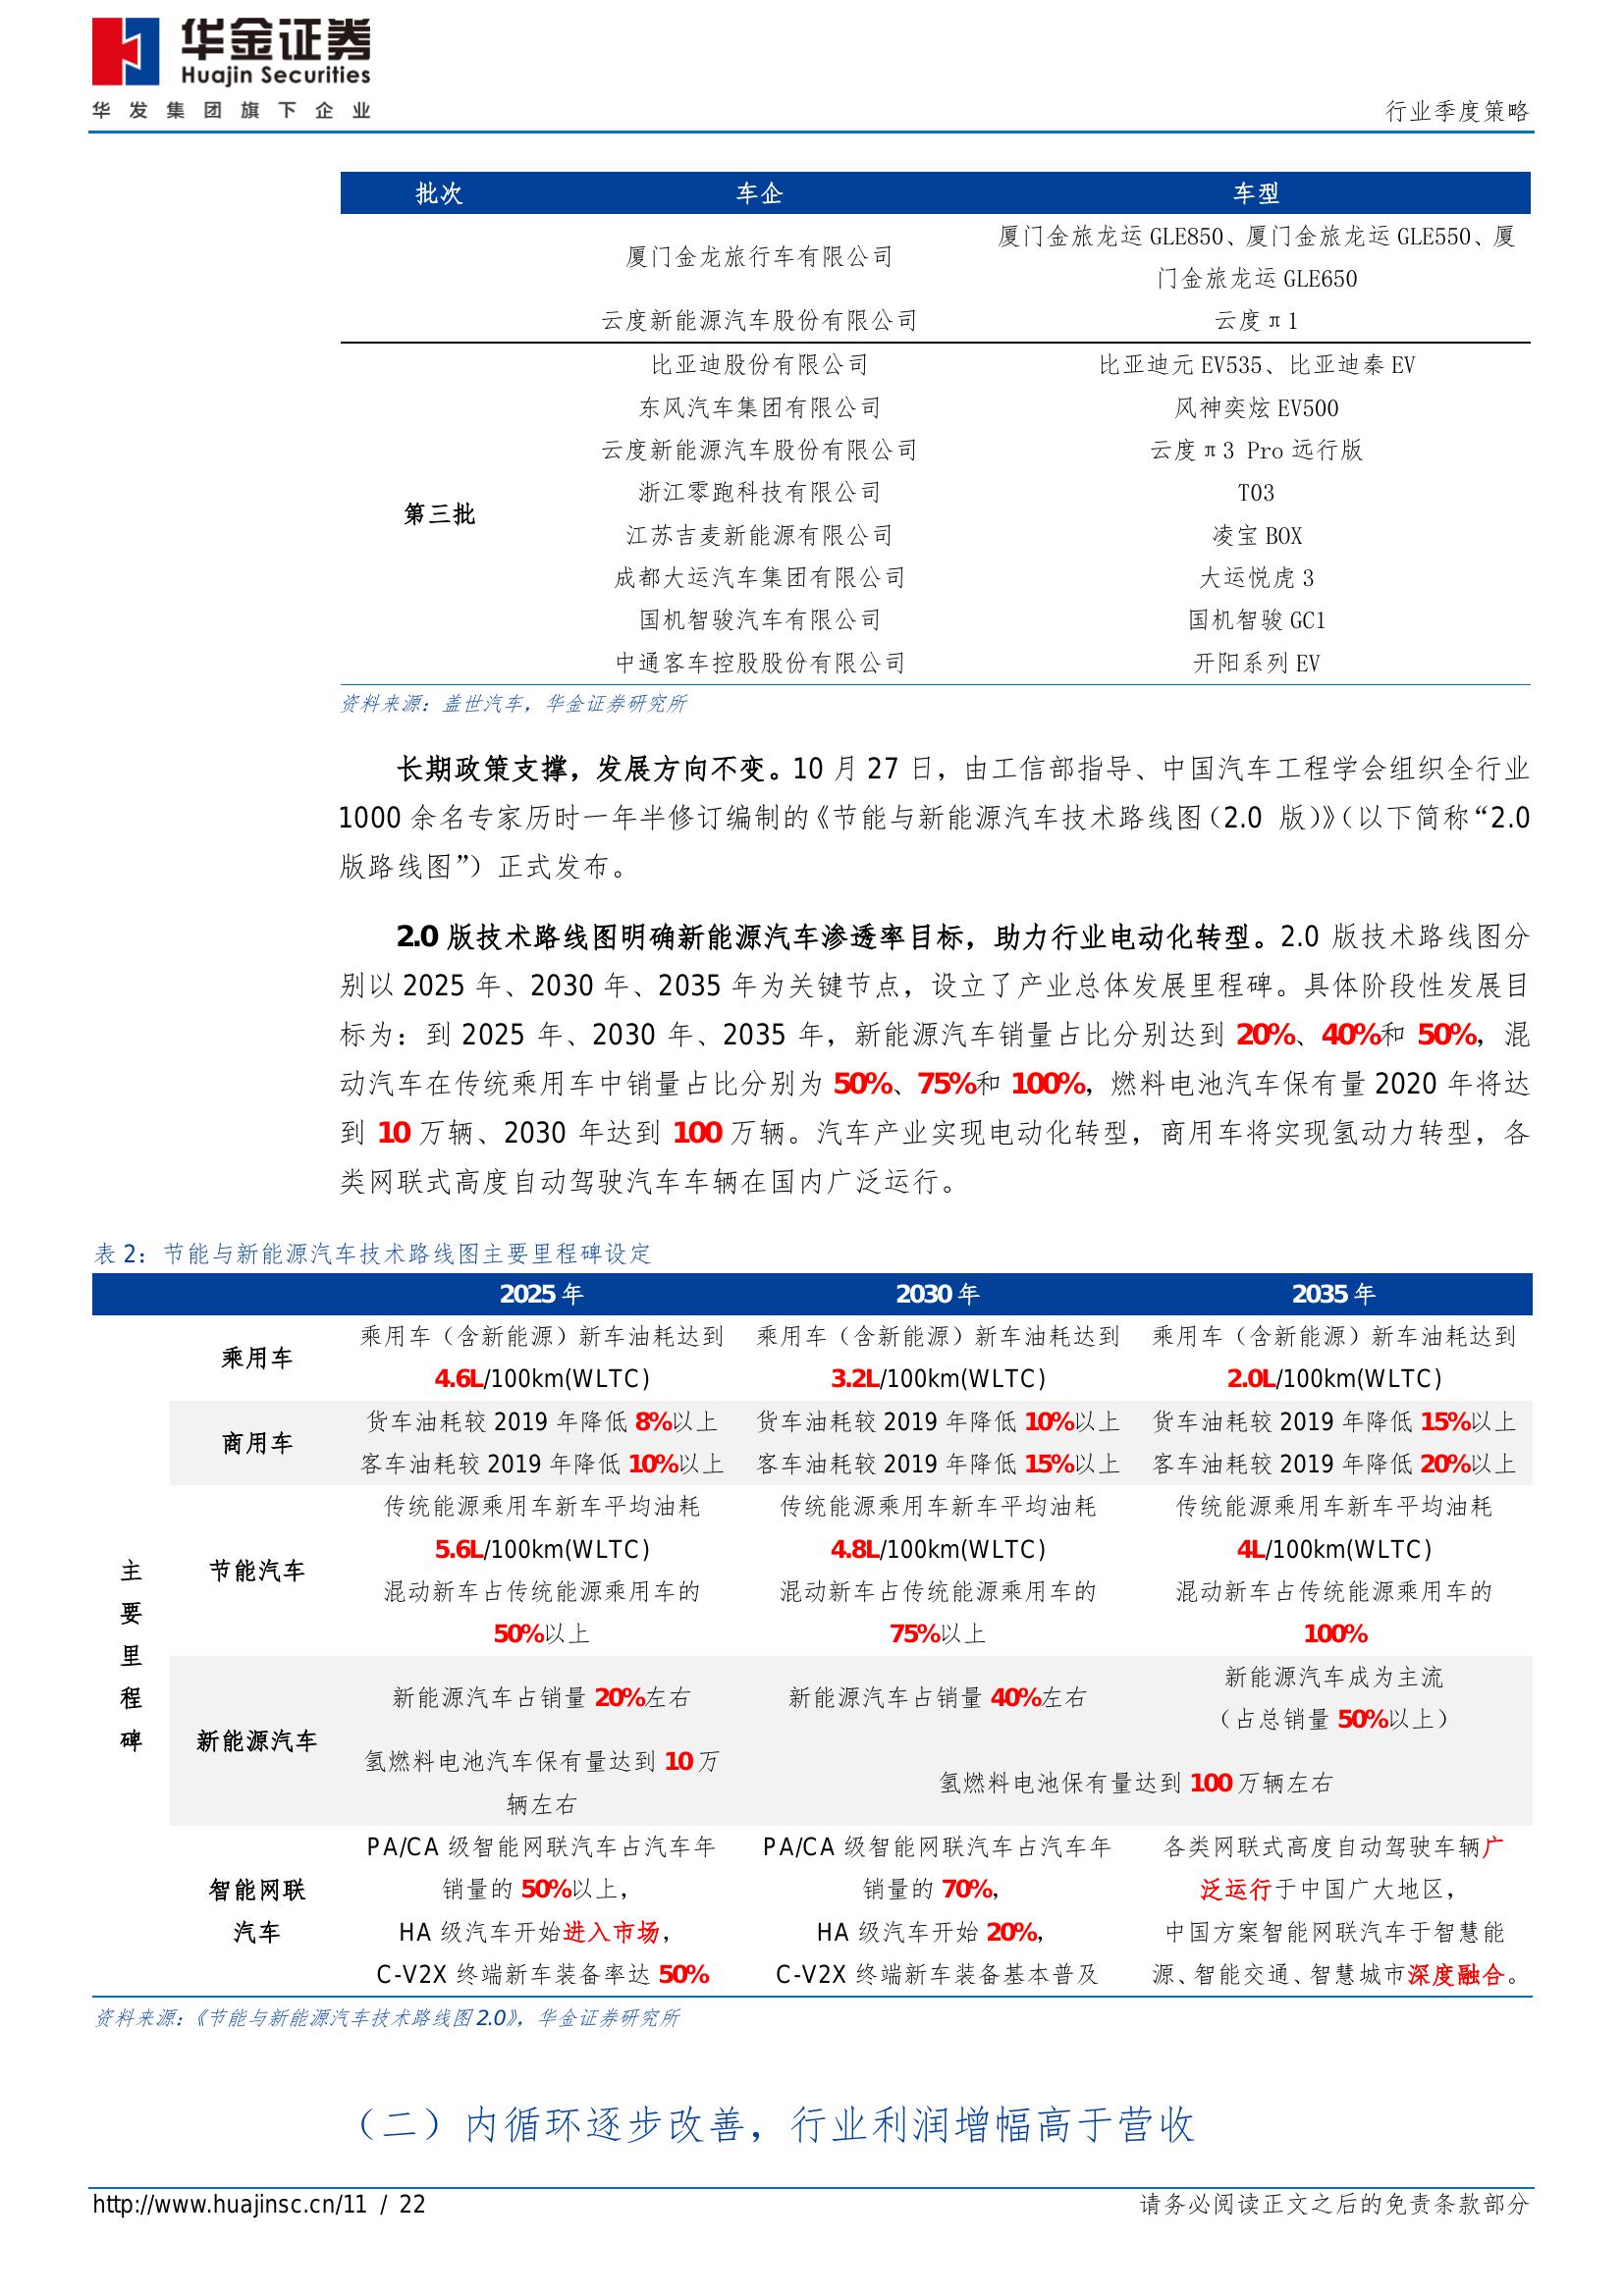 华金证券
Huajin Securities
华发集团旗下企业
行业季度策略
批次 车企 车型
厦门金龙旅行车有限公司 厦门金旅龙运 GLE850、厦门金旅龙运 GLE550、厦
门金旅龙运 GLE650
云度新能源汽车股份有限公司 云度π1
第三批
比亚迪股份有限公司 比亚迪元 EV535、比亚迪秦 EV
东风汽车集团有限公司 风神奕炫 EV500
云度新能源汽车股份有限公司 云度π3 Pro 远行版
浙江零跑科技有限公司 T03
江苏吉麦新能源有限公司 凌宝 BOX
成都大运汽车集团有限公司 大运悦虎 3
国机智骏汽车有限公司 国机智骏 GC1
中通客车控股股份有限公司 开阳系列 EV
资料来源：盖世汽车，华金证券研究所
长期政策支撑，发展方向不变。10 月 27 日，由工信部指导、中国汽车工程学会组织全行业
1000 余名专家历时一年半修订编制的《节能与新能源汽车技术路线图（2.0 版）》（以下简称“2.0
版路线图”）正式发布。
2.0 版技术路线图明确新能源汽车渗透率目标，助力行业电动化转型。2.0 版技术路线图分
别以 2025 年、2030 年、2035 年为关键节点，设立了产业总体发展里程碑。具体阶段性发展目
标为：到 2025 年、2030 年、2035 年，新能源汽车销量占比分别达到 20%、40%和 50%，混
动汽车在传统乘用车中销量占比分别为 50%、75%和 100%，燃料电池汽车保有量 2020 年将达
到 10 万辆、2030 年达到 100 万辆。汽车产业实现电动化转型，商用车将实现氢动力转型，各
类网联式高度自动驾驶汽车车辆在国内广泛运行。
表 2：节能与新能源汽车技术路线图主要里程碑设定
2025 年 2030 年 2035 年
主要里程碑
乘用车
乘用车（含新能源）新车油耗达到 乘用车（含新能源）新车油耗达到 乘用车（含新能源）新车油耗达到
4.6L/100km(WLTC) 3.2L/100km(WLTC) 2.0L/100km(WLTC)
商用车
货车油耗较 2019 年降低 8%以上 货车油耗较 2019 年降低 10%以上 货车油耗较 2019 年降低 15%以上
客车油耗较 2019 年降低 10%以上 客车油耗较 2019 年降低 15%以上 客车油耗较 2019 年降低 20%以上
节能汽车
传统能源乘用车新车平均油耗 传统能源乘用车新车平均油耗 传统能源乘用车新车平均油耗
5.6L/100km(WLTC) 4.8L/100km(WLTC) 4L/100km(WLTC)
混动新车占传统能源乘用车的 混动新车占传统能源乘用车的 混动新车占传统能源乘用车的
50%以上 75%以上 100%
新能源汽车
新能源汽车占销量 20%左右 新能源汽车占销量 40%左右 新能源汽车成为主流
（占总销量 50%以上）
氢燃料电池汽车保有量达到 10 万 氢燃料电池保有量达到 100 万辆左右
辆左右
智能网联
汽车
PA/CA 级智能网联汽车占汽车年 PA/CA 级智能网联汽车占汽车年 各类网联式高度自动驾驶车辆广
销量的 50%以上， 销量的 70%， 泛运行于中国广大地区，
HA 级汽车开始进入市场， HA 级汽车开始 20%， 中国方案智能网联汽车于智慧能
C-V2X 终端新车装备率达 50% C-V2X 终端新车装备基本普及 源、智能交通、智慧城市深度融合。
资料来源：《节能与新能源汽车技术路线图 2.0》，华金证券研究所
（二）内循环逐步改善，行业利润增幅高于营收
http://www.huajinsc.cn/11 / 22 请务必阅读正文之后的免责条款部分